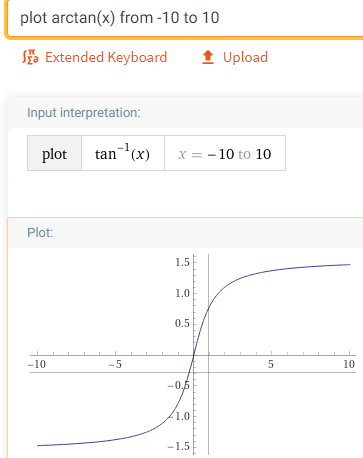 plot arctan(x) from -10 to 10
Extended Keyboard Upload
Input interpretation:
plot tan⁻¹(x) x = −10 to 10
Plot:
1.5
1.0
0.5
−10 −5 5 10
−0.5
−1.0
−1.5